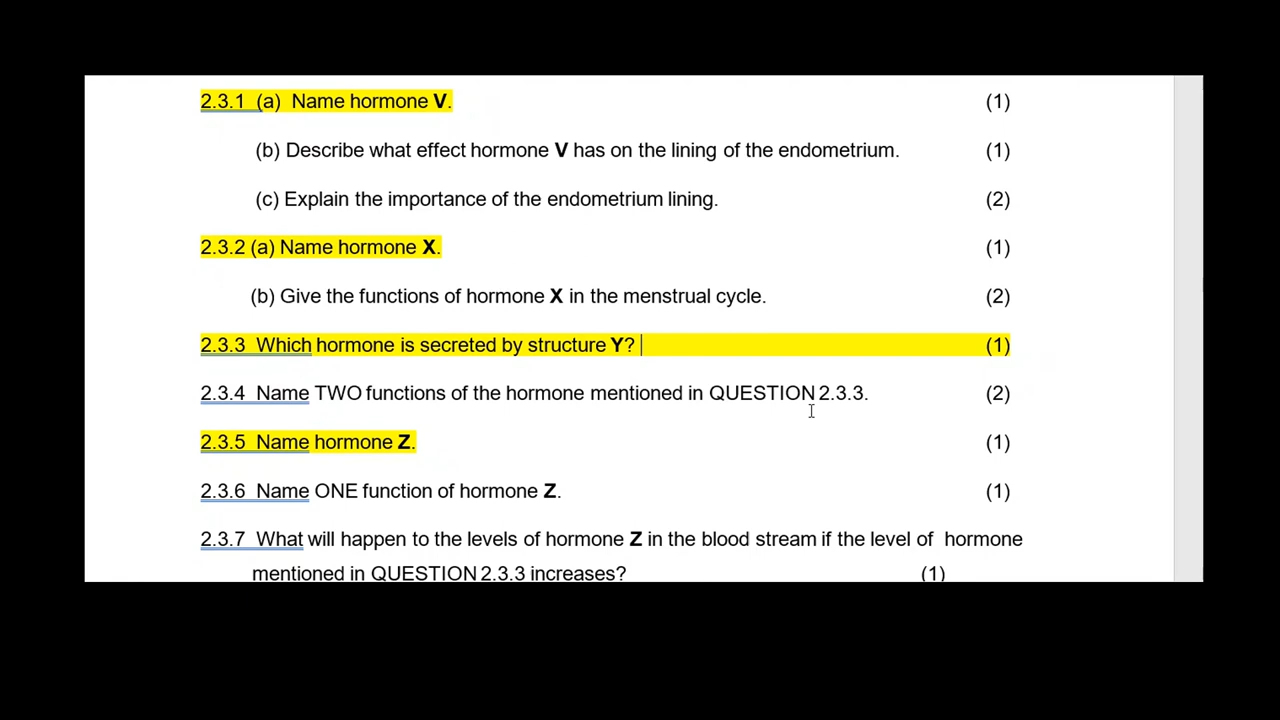 2.3.1 (a) Name hormone V. (1)
(b) Describe what effect hormone V has on the lining of the endometrium. (1)
(c) Explain the importance of the endometrium lining. (2)
2.3.2 (a) Name hormone X. (1)
(b) Give the functions of hormone X in the menstrual cycle. (2)
2.3.3 Which hormone is secreted by structure Y? (1)
2.3.4 Name TWO functions of the hormone mentioned in QUESTION 2.3.3. (2)
2.3.5 Name hormone Z. (1)
2.3.6 Name ONE function of hormone Z. (1)
2.3.7 What will happen to the levels of hormone Z in the blood stream if the level of hormone
mentioned in QUESTION 2.3.3 increases? (1)